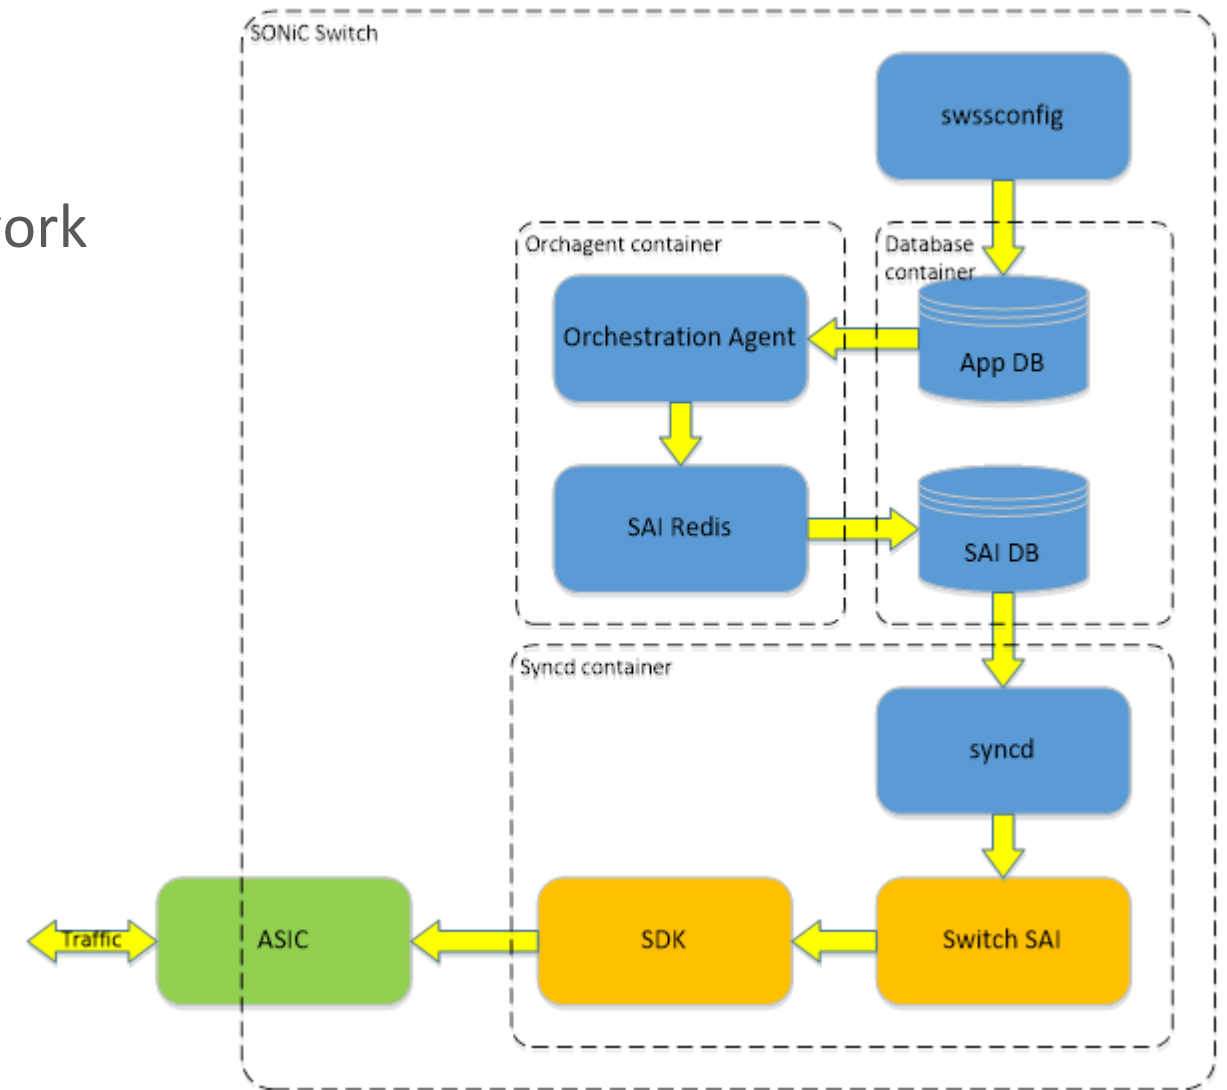 SONiC Switch
swssconfig
ork
Orchagent container
Database
container
Orchestration Agent
App DB
SAI Redis
SAI DB
Syncd container
syncd
Traffic
ASIC
SDK
Switch SAI